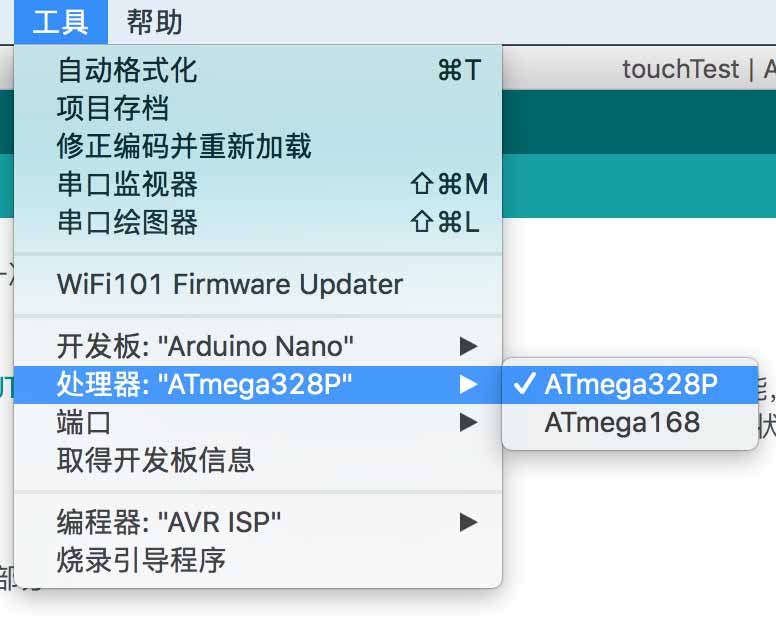 工具 帮助
touchTest | A
自动格式化 ⌘T
项目存档
修正编码并重新加载
串口监视器 ⇧⌘M
串口绘图器 ⇧⌘L
WiFi101 Firmware Updater
开发板: "Arduino Nano"
处理器: "ATmega328P"
✓ ATmega328P
端口
ATmega168
取得开发板信息
编程器: "AVR ISP"
烧录引导程序